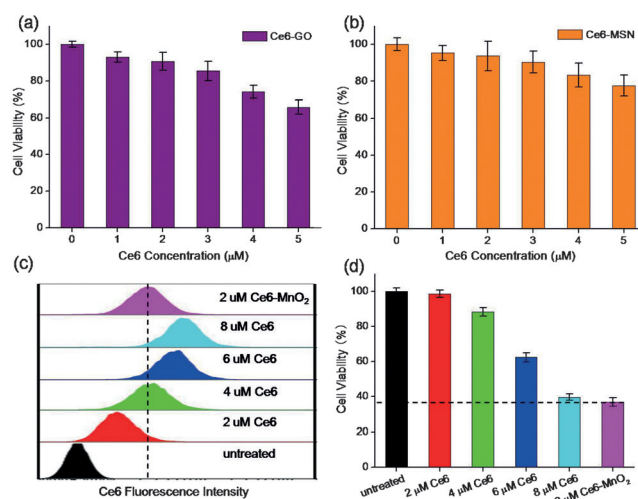 (a)
Ce6-GO
100
80
60
40
20
0
Cell Viability (%)
0 1 2 3 4 5
Ce6 Concentration (μM)
(b)
Ce6-MSN
100
80
60
40
20
0
Cell Viability (%)
0 1 2 3 4 5
Ce6 Concentration (μM)
(c)
2 uM Ce6-MnO₂
8 uM Ce6
6 uM Ce6
4 uM Ce6
2 uM Ce6
untreated
Ce6 Fluorescence Intensity
(d)
100
80
60
40
20
0
Cell Viability (%)
untreated
2 μM Ce6
4 μM Ce6
6 μM Ce6
8 μM Ce6
μM Ce6-MnO₂